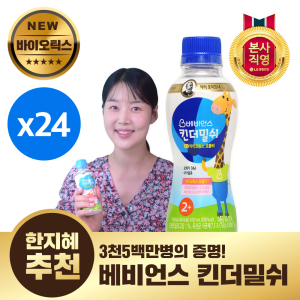 NEW
바이오틱스
★★★★★
본사
직영
x24
베비언스
킨더밀쉬
2+
한지혜
추천
3천5백만병의 증명!
베비언스 킨더밀쉬